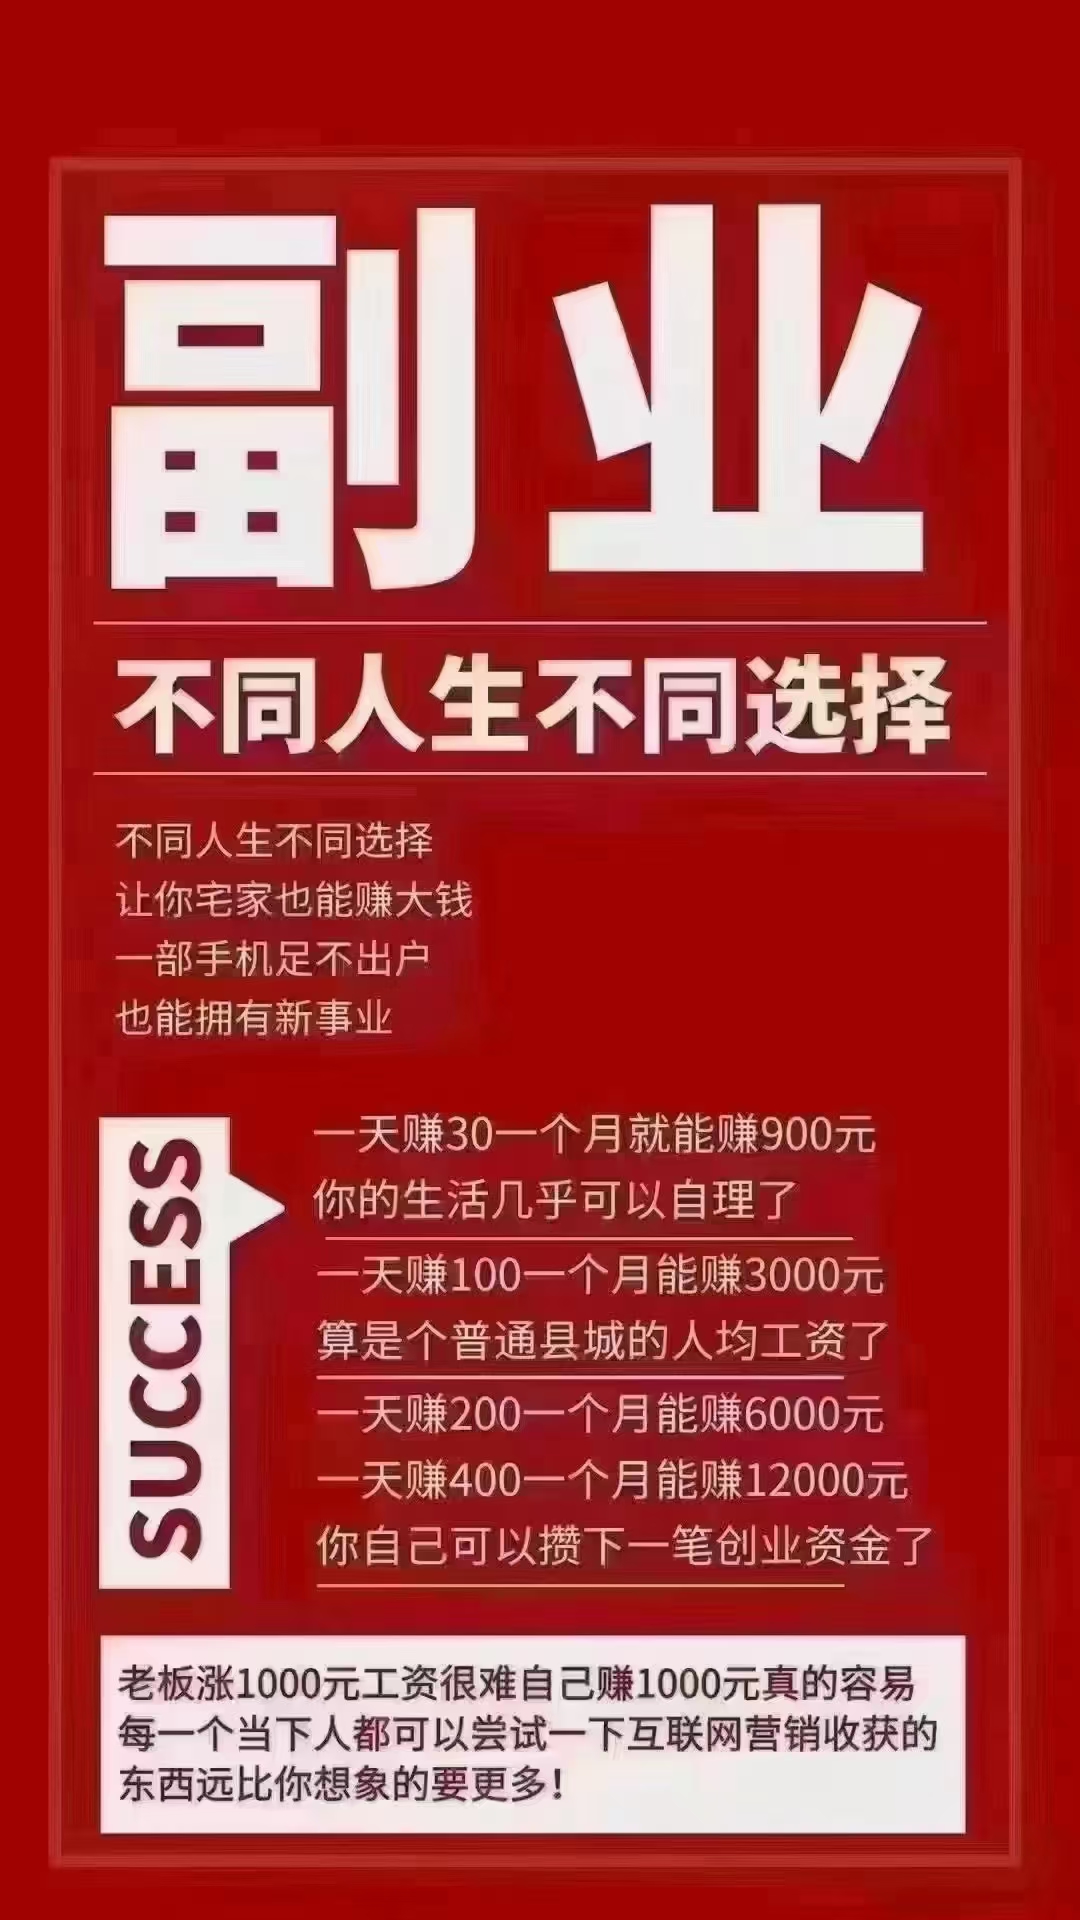 副业
不同人生不同选择
不同人生不同选择
让你宅家也能赚大钱
一部手机足不出户
也能拥有新事业
SUCCESS
一天赚30一个月就能赚900元
你的生活几乎可以自理了
一天赚100一个月能赚3000元
算是个普通县城的人均工资了
一天赚200一个月能赚6000元
一天赚400一个月能赚12000元
你自己可以攒下一笔创业资金了
老板涨1000元工资很难自己赚1000元真的容易
每一个当下人都可以尝试一下互联网营销收获的
东西远比你想象的要更多！